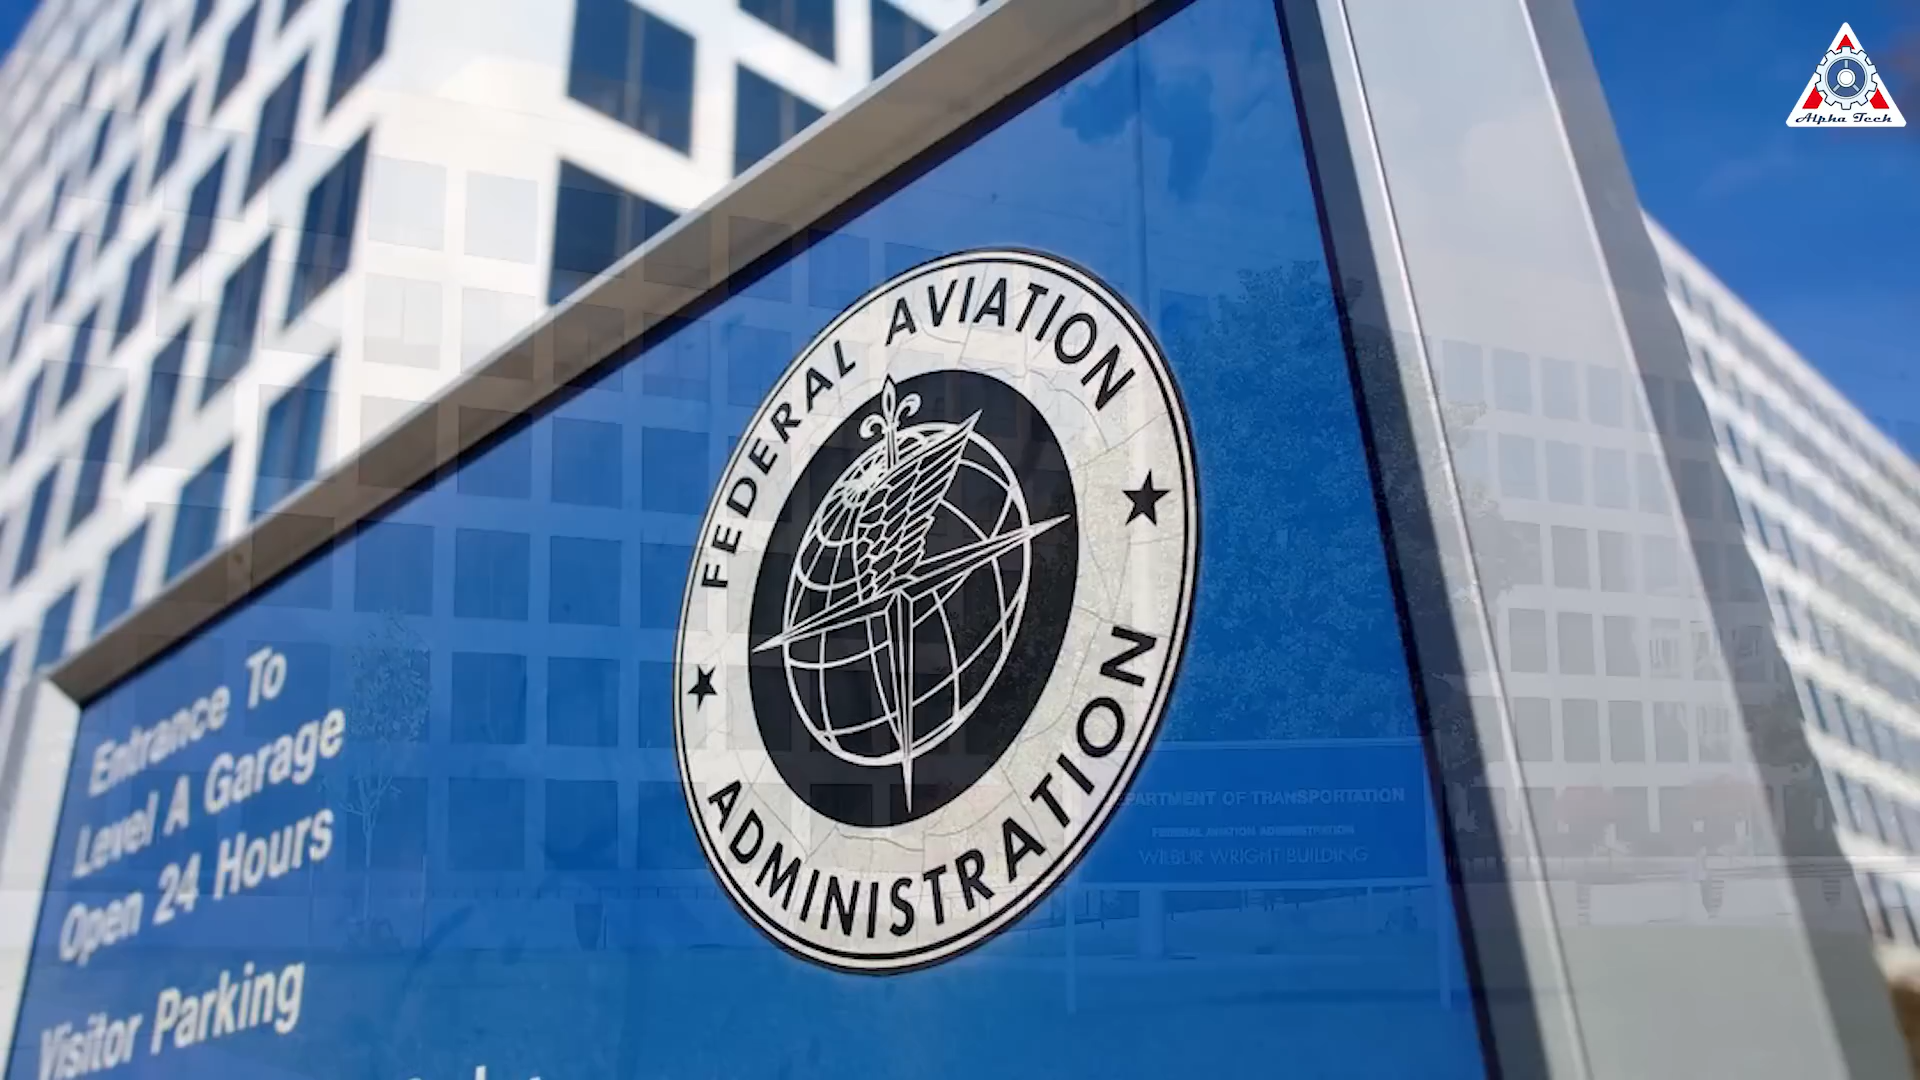 Alpha Tech
FEDERAL AVIATION
ADMINISTRATION
Entrance To
Level A Garage
Open 24 Hours
Visitor Parking
DEPARTMENT OF TRANSPORTATION
FEDERAL AVIATION ADMINISTRATION
WILBUR WRIGHT BUILDING